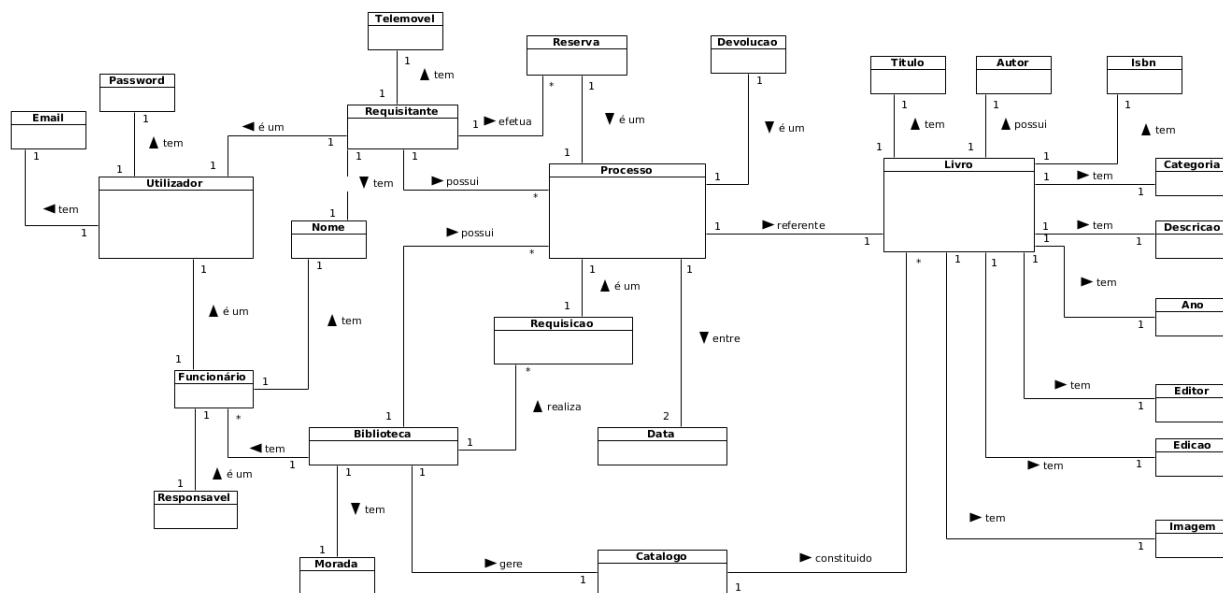 Telemovel
Reserva
Devolucao
Titulo
Autor
Isbn
Password
Email
Requisitante
1
1
tem
*
1
1
1
1
1
tem
possui
tem
1
1
1
tem
é um
1
1
efetua
é um
é um
1
1
tem
Utilizador
1
1
1
tem
possui
*
1
Processo
1
1
1
1
Livro
1
1
tem
1
Categoria
tem
1
1
Nome
possui
*
1
referente
1
1
1
tem
1
Descricao
1
1
é um
tem
1
é um
1
*
1
1
1
tem
1
Ano
1
Requisicao
entre
1
Funcionário
1
1
*
*
realiza
1
2
tem
1
Editor
tem
1
Biblioteca
1
Data
Edicao
é um
1
1
1
tem
1
1
Responsavel
tem
tem
1
Imagem
1
Morada
gere
1
Catalogo
1
constituido